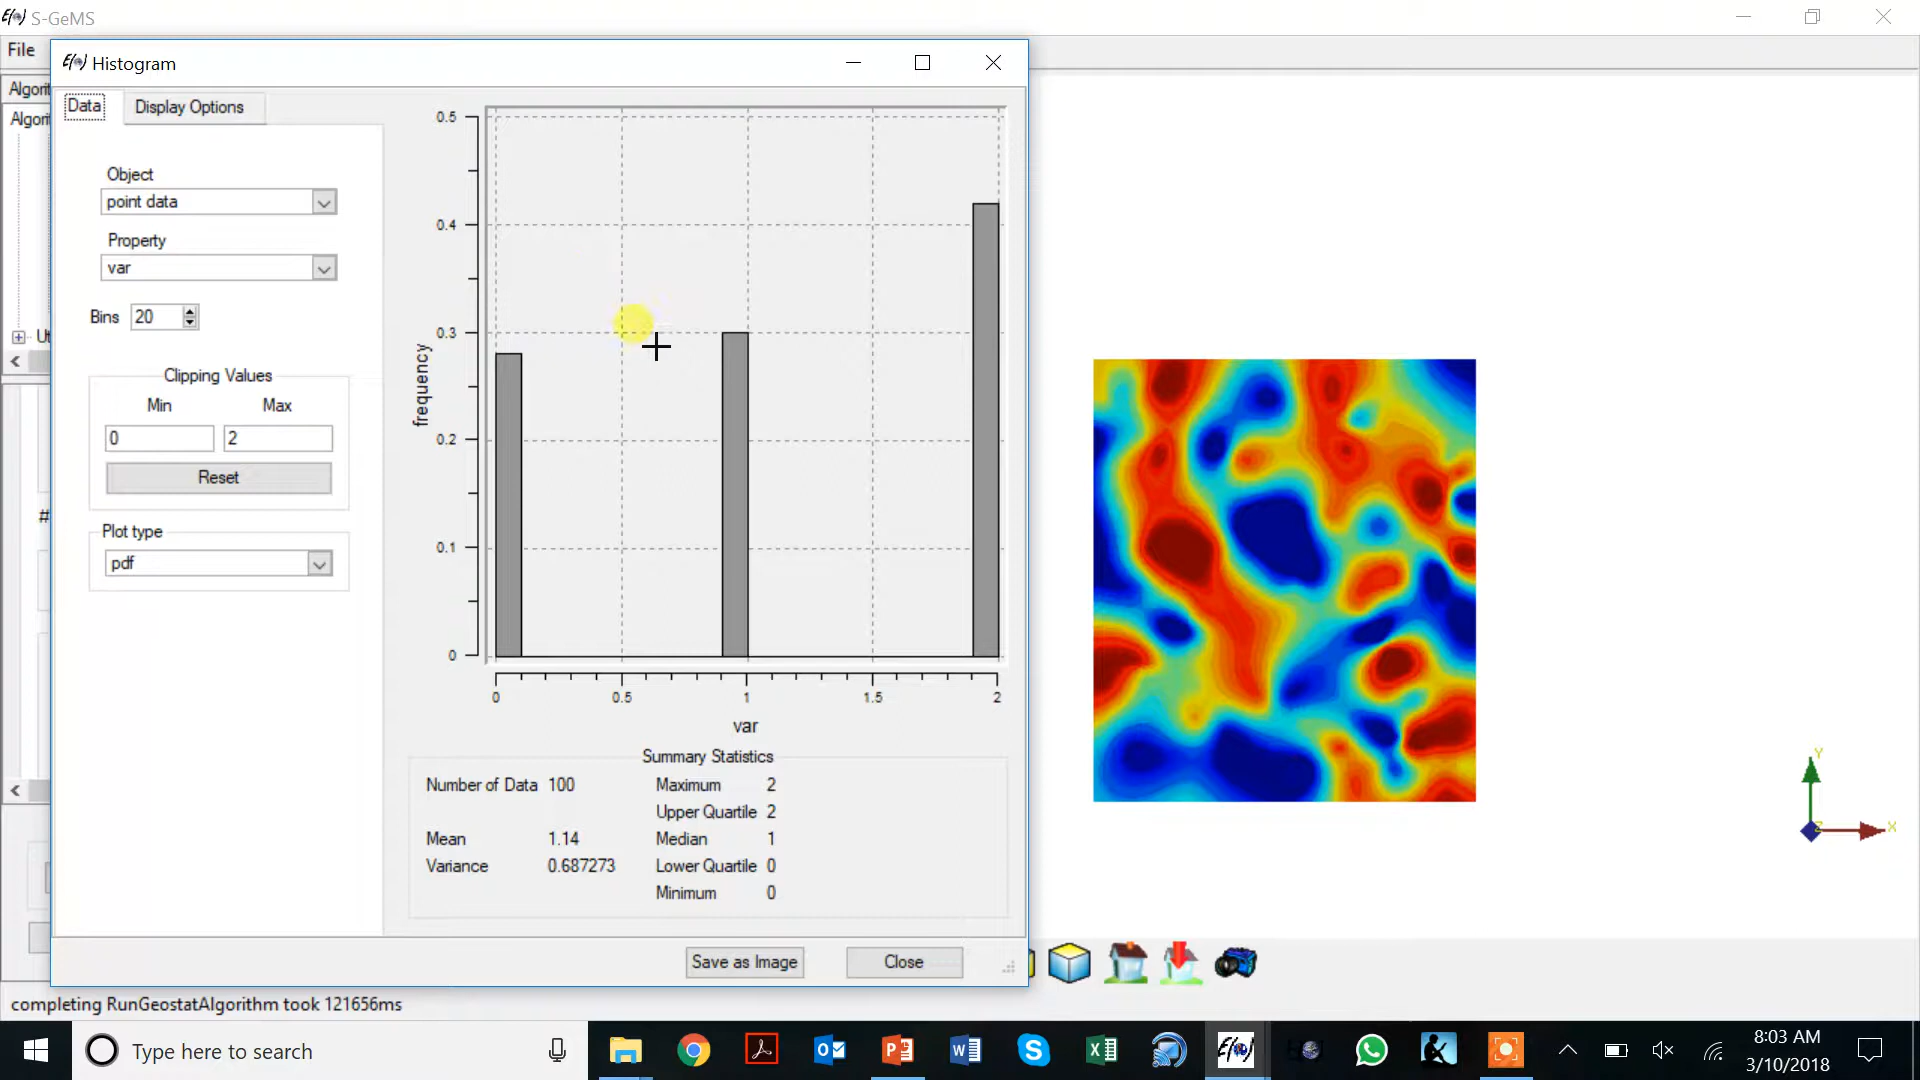 S-GeMS
File
Histogram
Algorit
Data
Display Options
Algorit
Object
point data
Property
var
Bins 20
Ut
Clipping Values
Min Max
0 2
Reset
#
Plot type
pdf
0.5
0.4
0.3
0.2
0.1
0
frequency
0 0.5 1 1.5 2
var
Summary Statistics
Number of Data 100 Maximum 2
Upper Quartile 2
Mean 1.14 Median 1
Variance 0.687273 Lower Quartile 0
Minimum 0
Save as Image Close
Y
Z X
completing RunGeostatAlgorithm took 121656ms
Type here to search
8:03 AM
3/10/2018